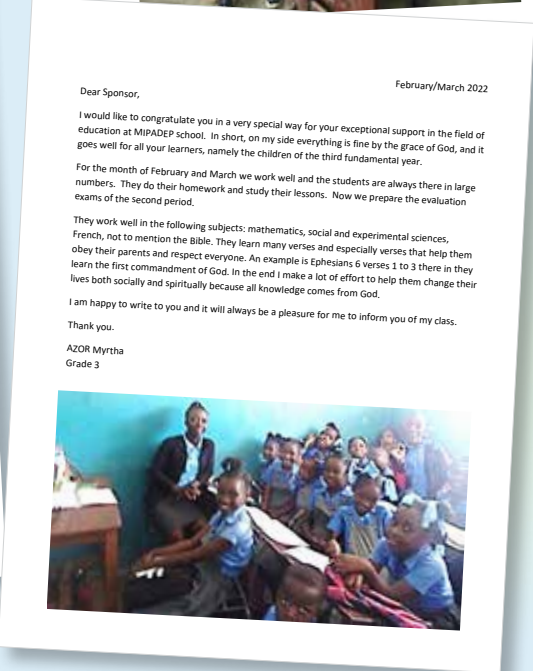 February/March 2022
Dear Sponsor,
I would like to congratulate you in a very special way for your exceptional support in the field of
education at MIPADEP school. In short, on my side everything is fine by the grace of God, and it
goes well for all your learners, namely the children of the third fundamental year.
For the month of February and March we work well and the students are always there in large
numbers. They do their homework and study their lessons. Now we prepare the evaluation
exams of the second period.
They work well in the following subjects: mathematics, social and experimental sciences,
French, not to mention the Bible. They learn many verses and especially verses that help them
obey their parents and respect everyone. An example is Ephesians 6 verses 1 to 3 there in they
learn the first commandment of God. In the end I make a lot of effort to help them change their
lives both socially and spiritually because all knowledge comes from God.
I am happy to write to you and it will always be a pleasure for me to inform you of my class.
Thank you.
AZOR Myrtha
Grade 3